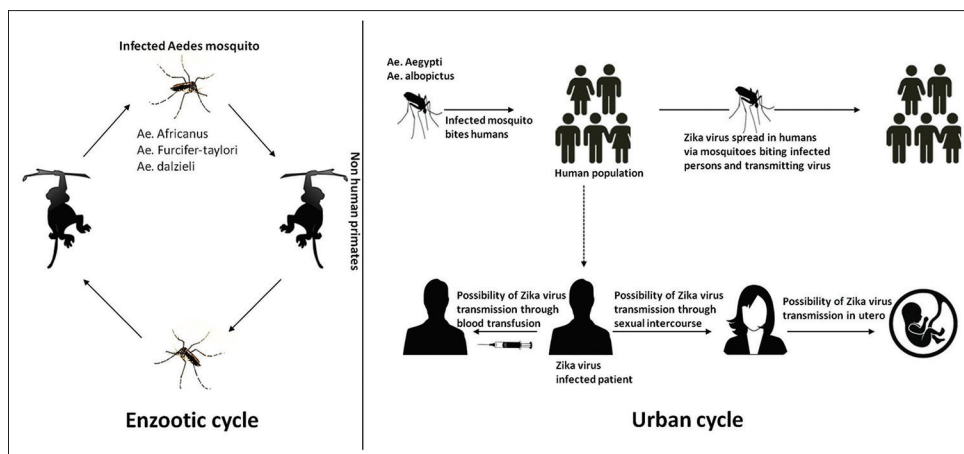 Infected Aedes mosquito
Ae. Africanus
Ae. Furcifer-taylori
Ae. dalzieli
Non human primates
Enzootic cycle
Ae. Aegypti
Ae. albopictus
Infected mosquito
bites humans
Human population
Zika virus spread in humans
via mosquitoes biting infected
persons and transmitting virus
Possibility of Zika virus
transmission through
blood transfusion
Zika virus
infected patient
Possibility of Zika virus
transmission through
sexual intercourse
Possibility of Zika virus
transmission in utero
Urban cycle